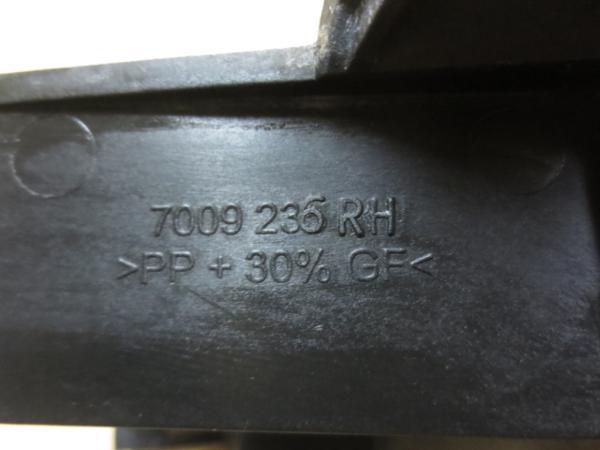 7009 236 RH
>PP + 30% GF<